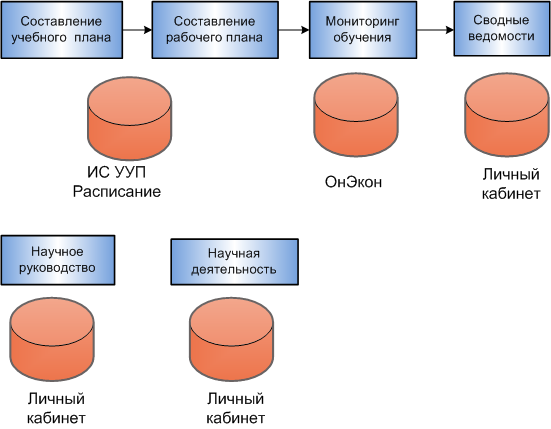 Составление
учебного плана
Составление
рабочего плана
Мониторинг
обучения
Сводные
ведомости
ИС УУП
Расписание
ОнЭкон
Личный
кабинет
Научное
руководство
Научная
деятельность
Личный
кабинет
Личный
кабинет